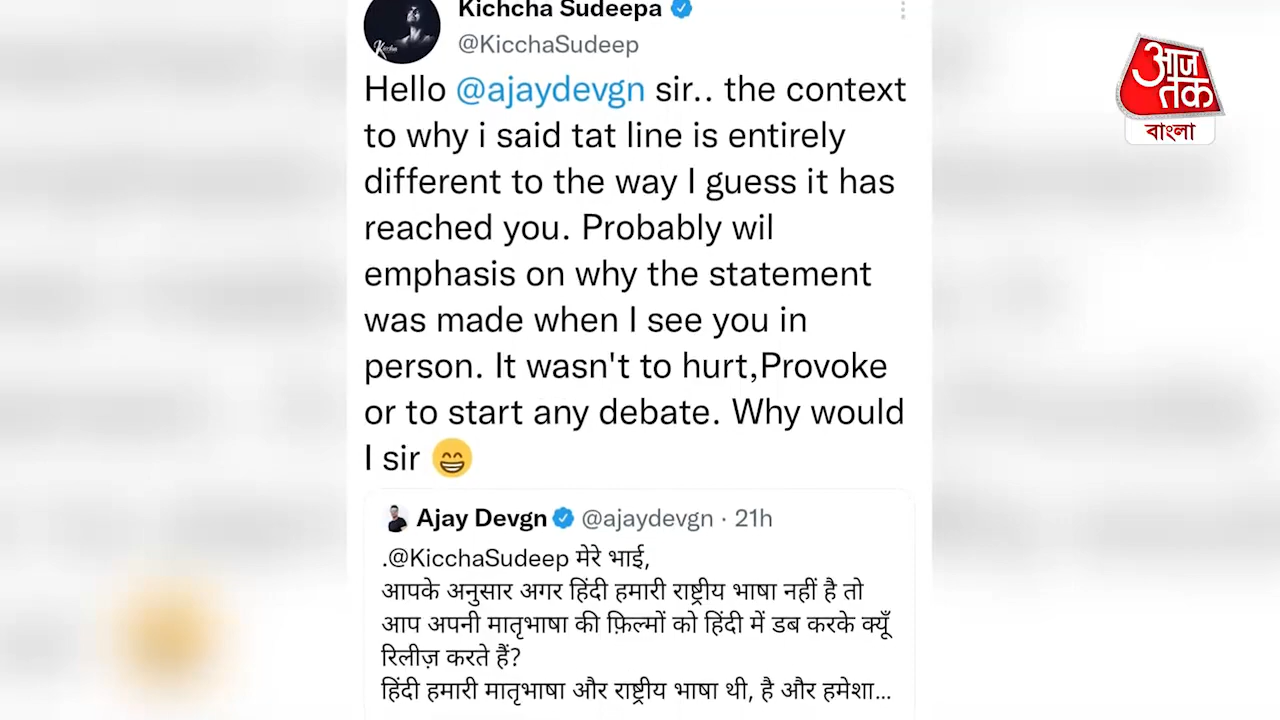 Kichcha Sudeepa
@KicchaSudeep
Hello @ajaydevgn sir.. the context
to why i said tat line is entirely
different to the way I guess it has
reached you. Probably wil
emphasis on why the statement
was made when I see you in
person. It wasn't to hurt,Provoke
or to start any debate. Why would
I sir 😁
Ajay Devgn @ajaydevgn · 21h
.@KicchaSudeep मेरे भाई,
आपके अनुसार अगर हिंदी हमारी राष्ट्रीय भाषा नहीं है तो
आप अपनी मातृभाषा की फ़िल्मों को हिंदी में डब करके क्यूँ
रिलीज़ करते हैं?
हिंदी हमारी मातृभाषा और राष्ट्रीय भाषा थी, है और हमेशा...
आज
तक
বাংলা
Kiccha